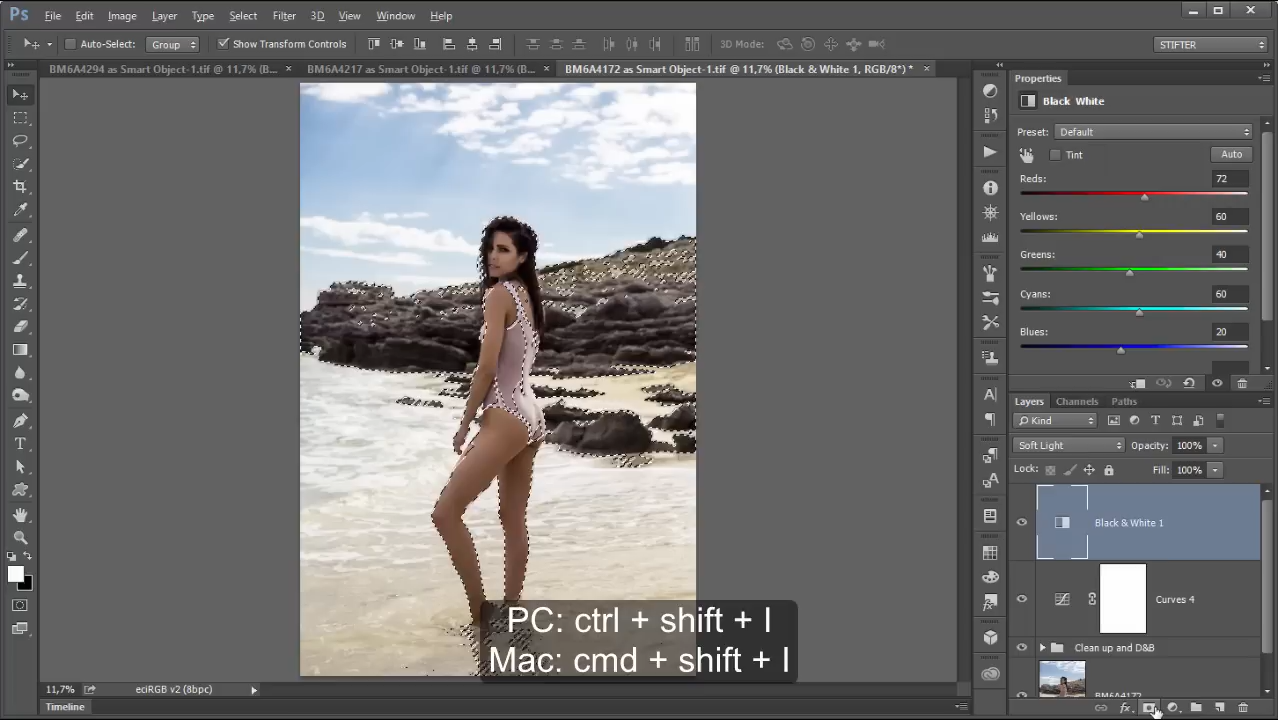 Ps File Edit Image Layer Type Select Filter 3D View Window Help
Auto-Select: Group Show Transform Controls 3D Mode: STIFTER
BM6A4294 as Smart Object-1.tif @ 11,7% (B... × BM6A4217 as Smart Object-1.tif @ 11,7% (B... × BM6A4172 as Smart Object-1.tif @ 11,7% (Black & White 1, RGB/8*) * ×
Properties
Black White
Preset: Default
Tint Auto
Reds: 72
Yellows: 60
Greens: 40
Cyans: 60
Blues: 20
Layers Channels Paths
Kind
Soft Light Opacity: 100%
Lock: Fill: 100%
Black & White 1
Curves 4
Clean up and D&B
BM6A4172
PC: ctrl + shift + I
Mac: cmd + shift + I
11,7% eciRGB v2 (8bpc)
Timeline